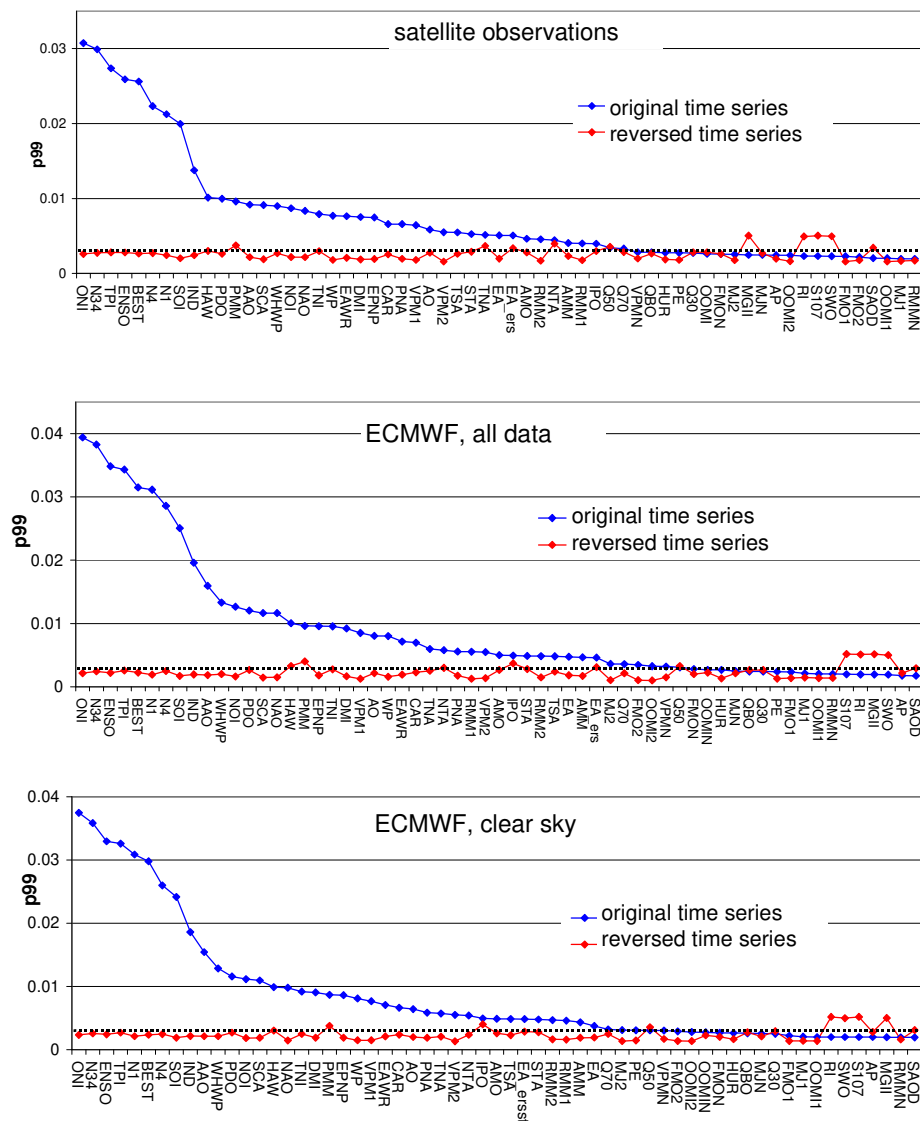 satellite observations
p99
0.03
0.02
0.01
0
original time series
reversed time series
ONI
N34
TPI
ENSO
BEST
N4
N1
SOI
IND
HAW
PDO
PMM
AAO
SCA
WHWP
NOI
NAO
TNI
WP
EAWR
DMI
EPNP
CAR
PNA
VPM1
AO
VPM2
TSA
STA
TNA
EA
EA_ers
AMO
RMM2
NTA
AMM
RMM1
IPO
Q50
Q70
VPMN
QBO
HUR
PE
Q30
OOMI
FMON
MJ2
MGII
MJN
AP
OOMI2
RI
S107
SWO
FMO1
FMO2
SAOD
OOMI1
MJ1
RMMN
ECMWF, all data
p99
0.04
0.03
0.02
0.01
0
original time series
reversed time series
ONI
N34
ENSO
TPI
BEST
N1
N4
SOI
IND
AAO
WHWP
NOI
PDO
SCA
NAO
HAW
PMM
EPNP
TNI
DMI
VPM1
AO
WP
EAWR
CAR
TNA
NTA
PNA
RMM1
VPM2
AMO
IPO
STA
RMM2
TSA
EA
AMM
EA_ers
MJ2
Q70
FMO2
OOMI2
VPMN
Q50
FMON
OOMIN
HUR
MJN
QBO
Q30
PE
FMO1
MJ1
OOMI1
RMMN
S107
RI
MGII
SWO
AP
SAOD
ECMWF, clear sky
p99
0.04
0.03
0.02
0.01
0
original time series
reversed time series
ONI
N34
ENSO
TPI
N1
BEST
N4
SOI
IND
AAO
WHWP
PDO
NOI
SCA
HAW
NAO
TNI
DMI
PMM
EPNP
WP
VPM1
EAWR
CAR
AO
PNA
TNA
VPM2
NTA
IPO
AMO
TSA
EA_ersst
STA
RMM2
RMM1
AMM
EA
Q70
MJ2
PE
Q50
VPMN
FMO2
OOMI2
OOMIN
FMON
HUR
QBO
MJN
Q30
FMO1
MJ1
OOMI1
RI
SWO
S107
AP
MGII
RMMN
SAOD